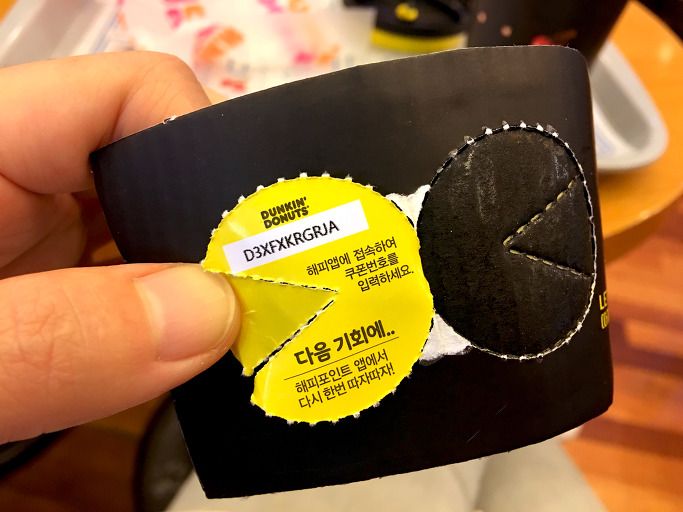 DUNKIN'
DONUTS
D3XFXKRGRJA
해피앱에 접속하여
쿠폰번호를
입력하세요.
다음 기회에..
해피포인트 앱에서
다시 한번 따자따자!